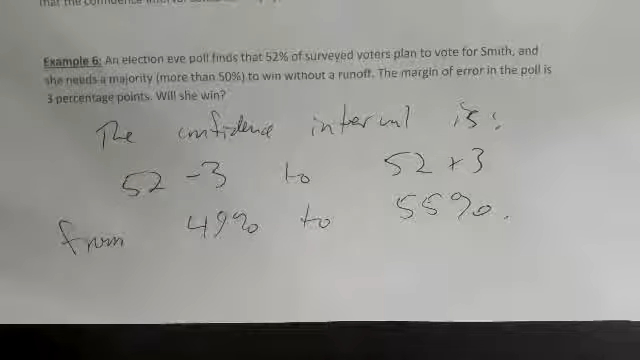 Example 6: An election eve poll finds that 52% of surveyed voters plan to vote for Smith, and
she needs a majority (more than 50%) to win without a runoff. The margin of error in the poll is
3 percentage points. Will she win?
The confidence interval is:
52 - 3 to 52 + 3
from 49% to 55%.